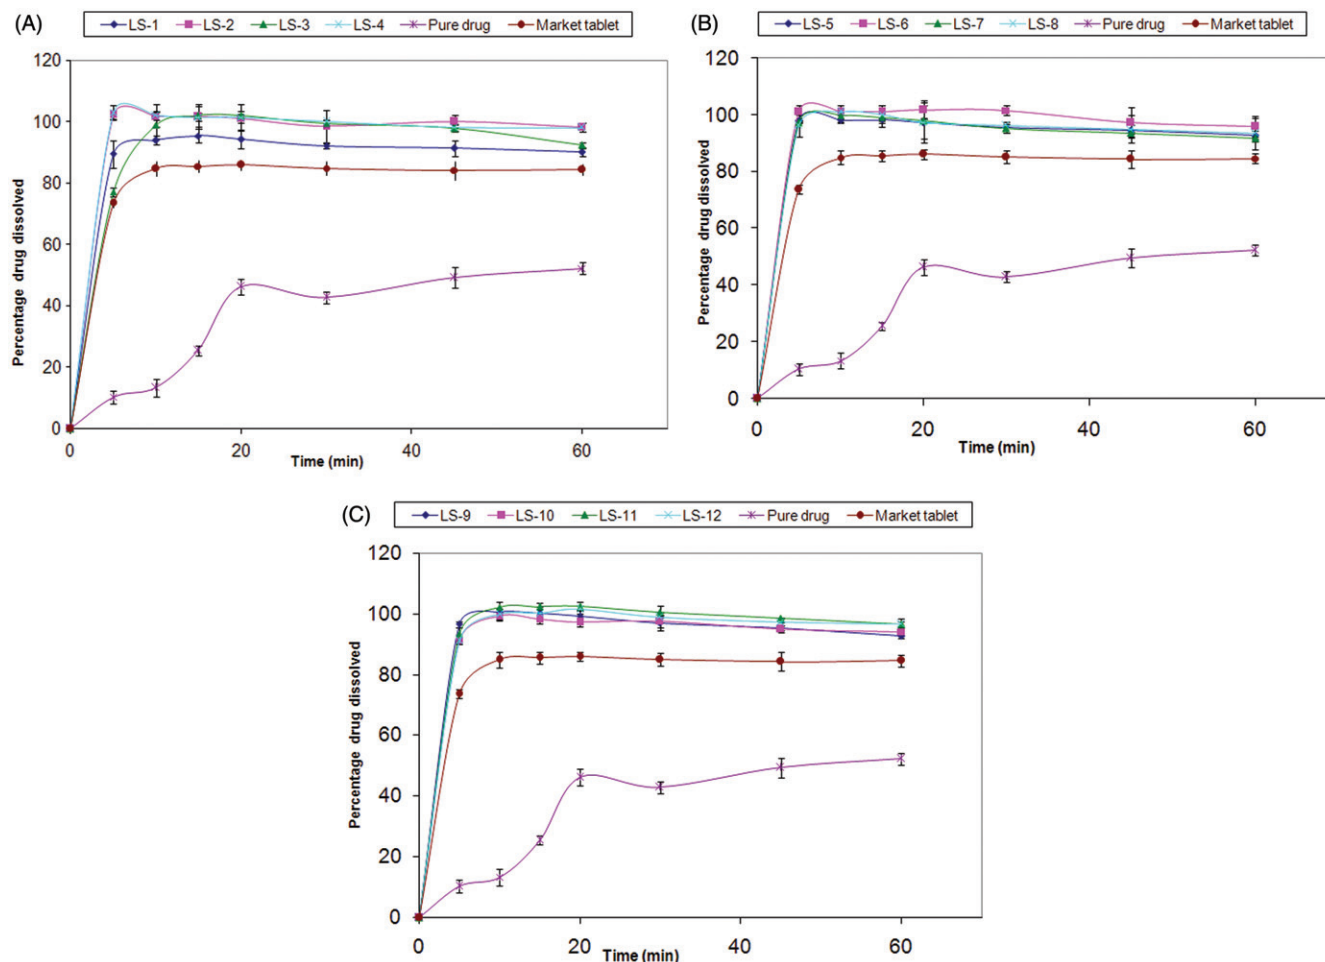 (A)
LS-1 LS-2 LS-3 LS-4 Pure drug Market tablet
120
100
80
60
40
20
0
Percentage drug dissolved
0 20 40 60
Time (min)
(B)
LS-5 LS-6 LS-7 LS-8 Pure drug Market tablet
120
100
80
60
40
20
0
Percentage drug dissolved
0 20 40 60
Time (min)
(C)
LS-9 LS-10 LS-11 LS-12 Pure drug Market tablet
120
100
80
60
40
20
0
Percentage drug dissolved
0 20 40 60
Time (min)